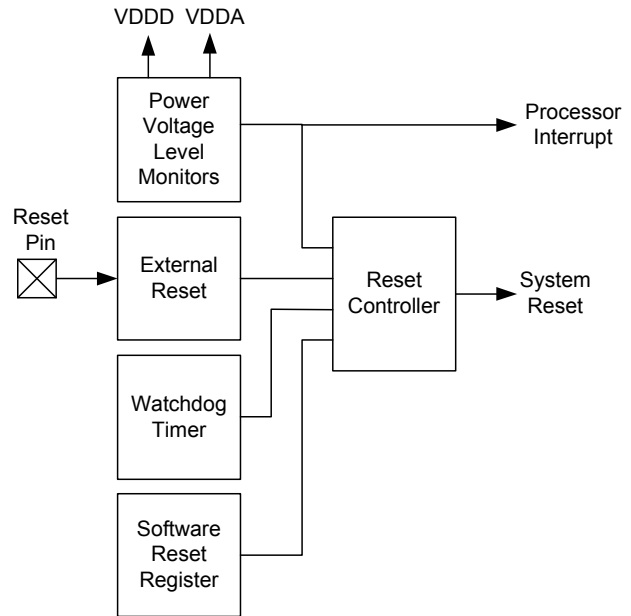 VDDD VDDA
Power
Voltage
Level
Monitors
Processor
Interrupt
Reset
Pin
External
Reset
Reset
Controller
System
Reset
Watchdog
Timer
Software
Reset
Register